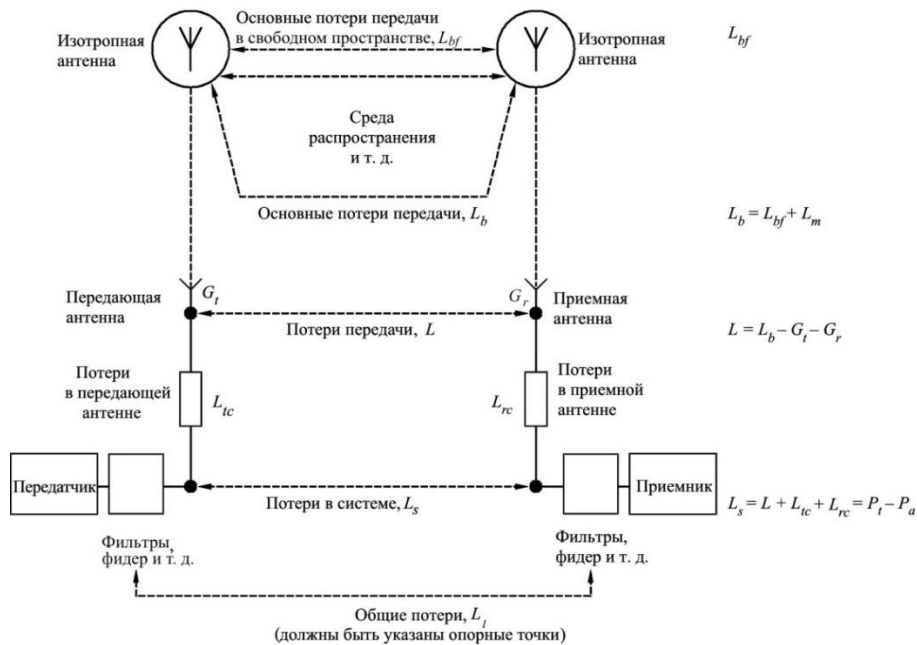 Основные потери передачи
в свободном пространстве, L_bf
Изотропная
антенна
Изотропная
антенна
L_bf
Среда
распространения
и т. д.
Основные потери передачи, L_b
L_b = L_bf + L_m
Передающая
антенна
G_t
G_r
Приемная
антенна
Потери передачи, L
L = L_b – G_t – G_r
Потери
в передающей
антенне
L_tc
L_rc
Потери
в приемной
антенне
Передатчик
Потери в системе, L_s
Приемник
L_s = L + L_tc + L_rc = P_t – P_a
Фильтры,
фидер и т. д.
Фильтры,
фидер и т. д.
Общие потери, L_l
(должны быть указаны опорные точки)